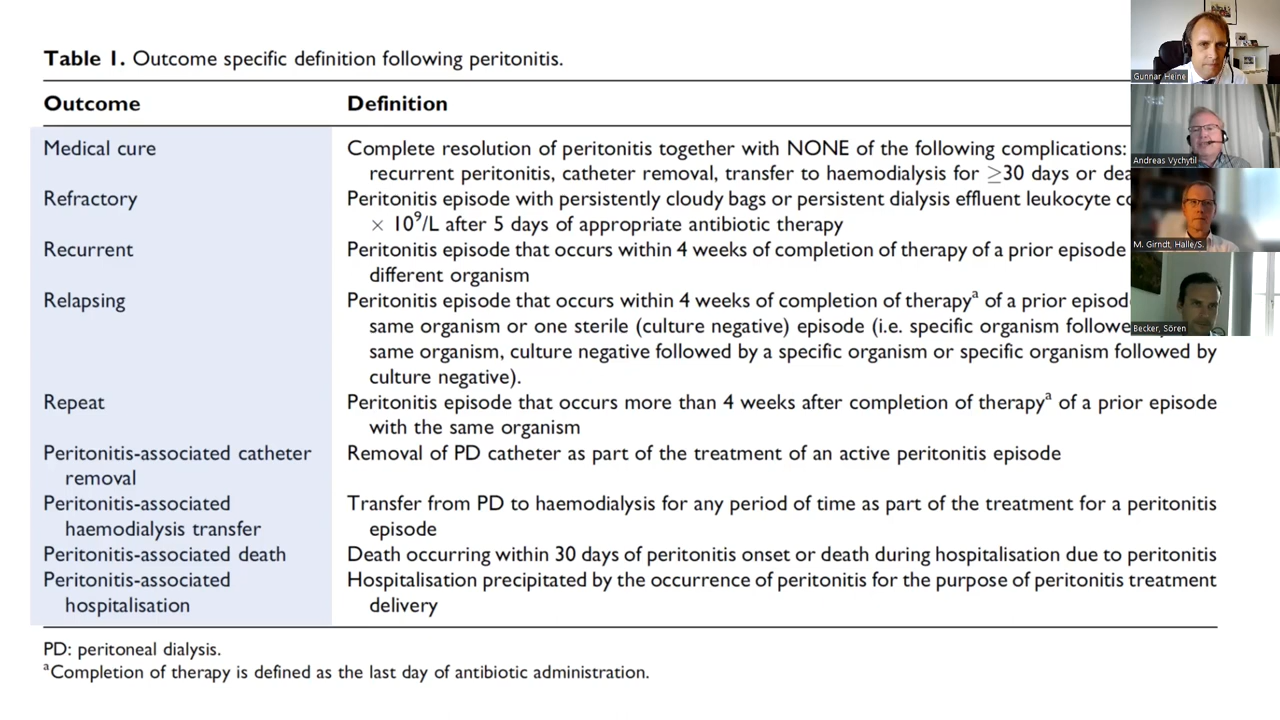 Table 1. Outcome specific definition following peritonitis.
Outcome Definition
Medical cure Complete resolution of peritonitis together with NONE of the following complications:
recurrent peritonitis, catheter removal, transfer to haemodialysis for ≥30 days or
Refractory Peritonitis episode with persistently cloudy bags or persistent dialysis effluent leukocyte
× 10⁹/L after 5 days of appropriate antibiotic therapy
Recurrent Peritonitis episode that occurs within 4 weeks of completion of therapy of a prior episode
different organism
Relapsing Peritonitis episode that occurs within 4 weeks of completion of therapyᵃ of a prior
same organism or one sterile (culture negative) episode (i.e. specific organism
same organism, culture negative followed by a specific organism or specific organism followed by
culture negative).
Repeat Peritonitis episode that occurs more than 4 weeks after completion of therapyᵃ of a prior episode
with the same organism
Peritonitis-associated catheter Removal of PD catheter as part of the treatment of an active peritonitis episode
removal
Peritonitis-associated Transfer from PD to haemodialysis for any period of time as part of the treatment for a peritonitis
haemodialysis transfer episode
Peritonitis-associated death Death occurring within 30 days of peritonitis onset or death during hospitalisation due to peritonitis
Peritonitis-associated Hospitalisation precipitated by the occurrence of peritonitis for the purpose of peritonitis treatment
hospitalisation delivery
PD: peritoneal dialysis.
ᵃCompletion of therapy is defined as the last day of antibiotic administration.
Gunnar Heine
Andreas Vychytil
M. Girndt, Halle/S.
Becker, Sören